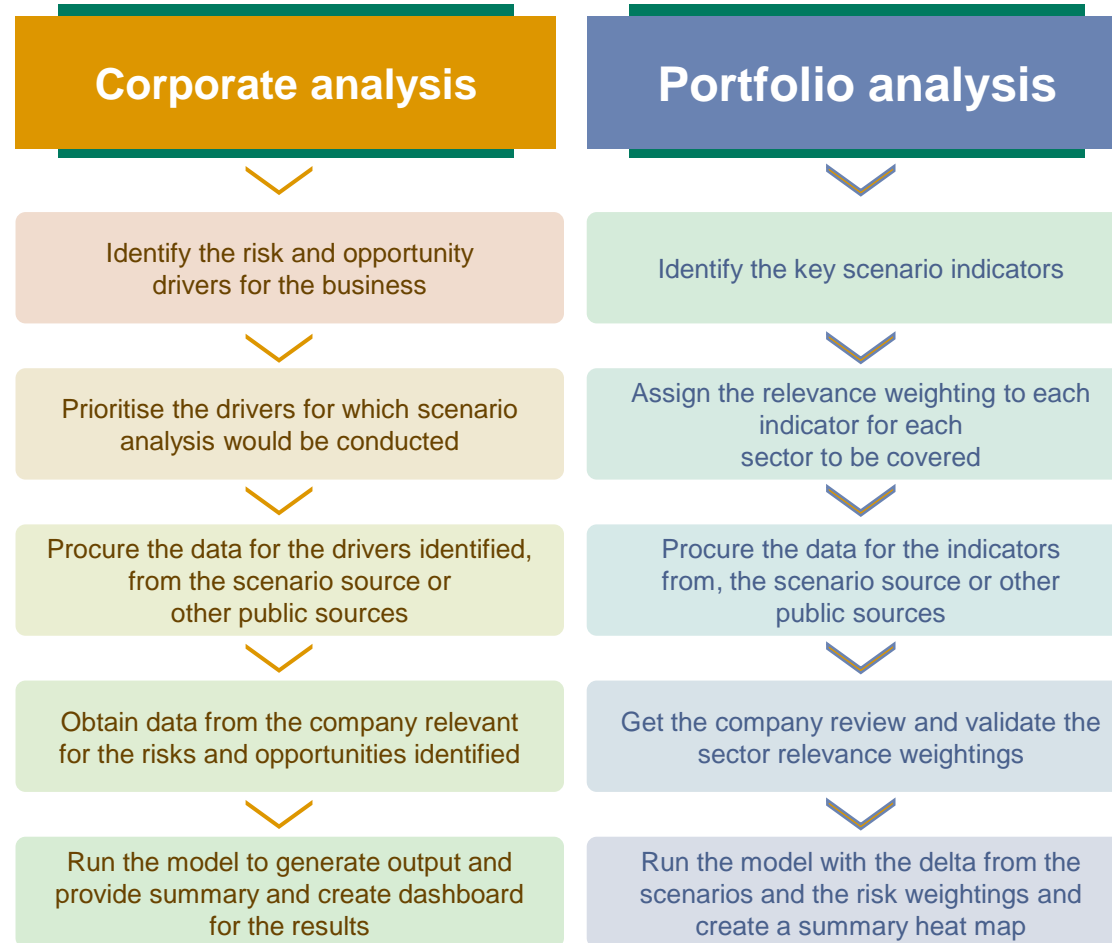 Corporate analysis
Identify the risk and opportunity
drivers for the business
Prioritise the drivers for which scenario
analysis would be conducted
Procure the data for the drivers identified,
from the scenario source or
other public sources
Obtain data from the company relevant
for the risks and opportunities identified
Run the model to generate output and
provide summary and create dashboard
for the results
Portfolio analysis
Identify the key scenario indicators
Assign the relevance weighting to each
indicator for each
sector to be covered
Procure the data for the indicators
from, the scenario source or other
public sources
Get the company review and validate the
sector relevance weightings
Run the model with the delta from the
scenarios and the risk weightings and
create a summary heat map